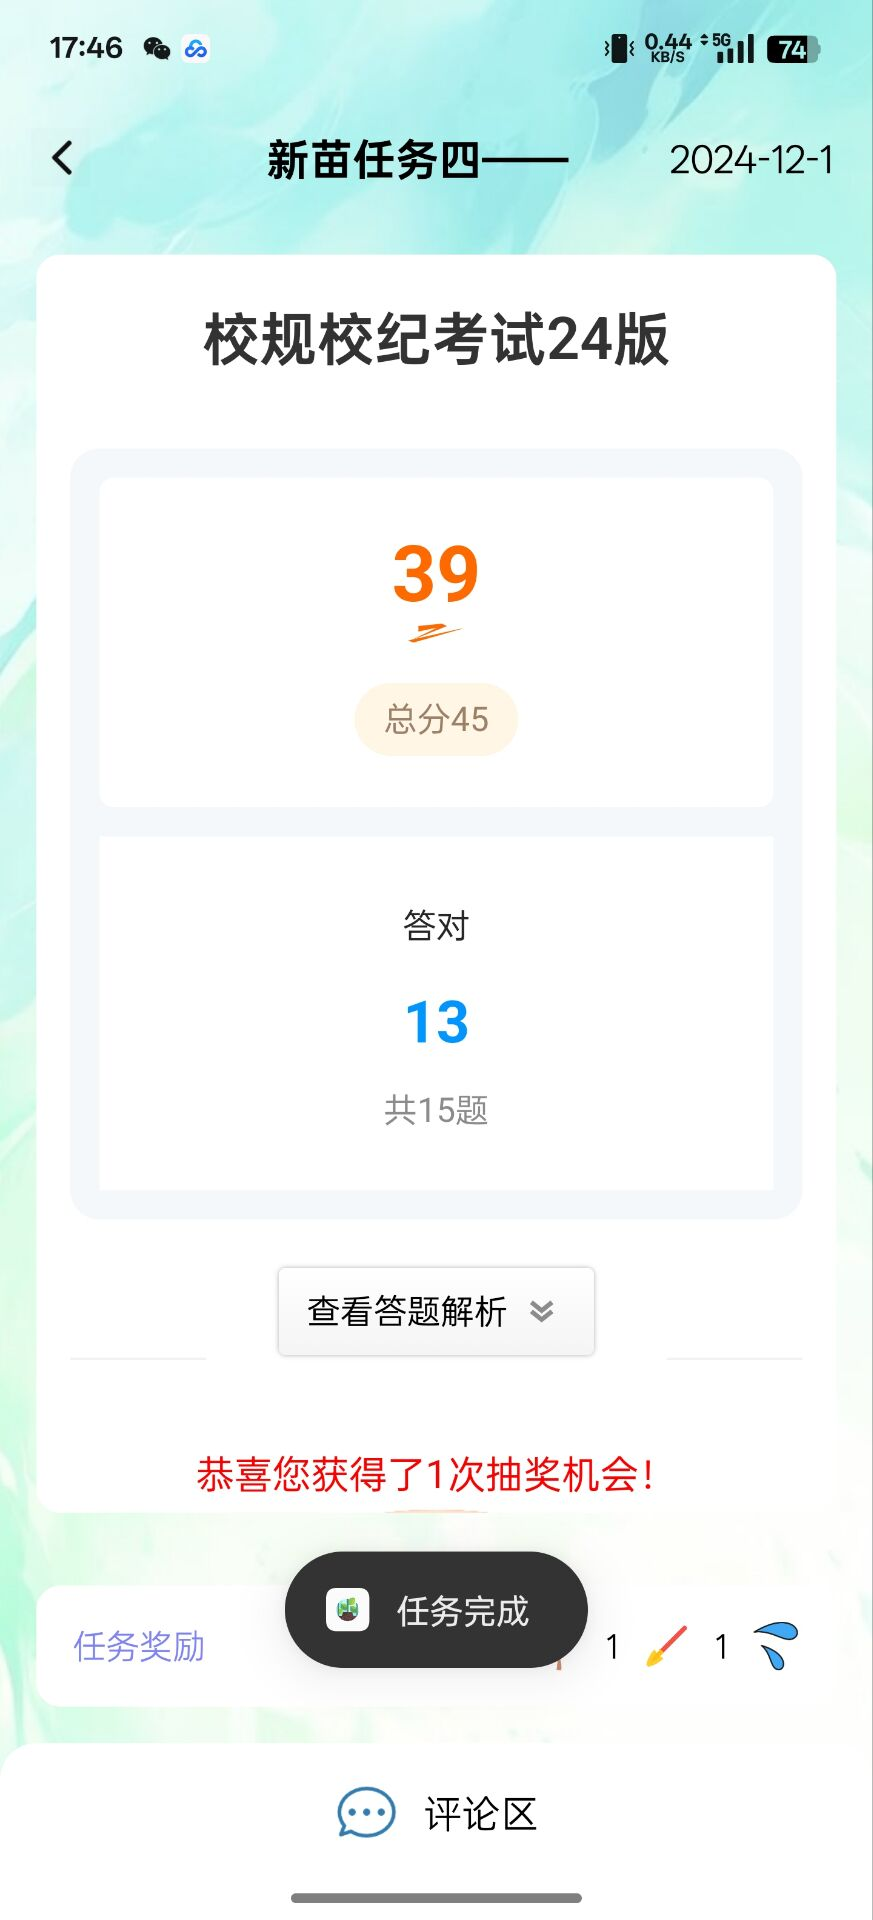 17:46
0.44 KB/S 5G 74
新苗任务四—— 2024-12-1
校规校纪考试24版
39
总分45
答对
13
共15题
查看答题解析
恭喜您获得了1次抽奖机会！
任务完成
任务奖励 1 1
评论区